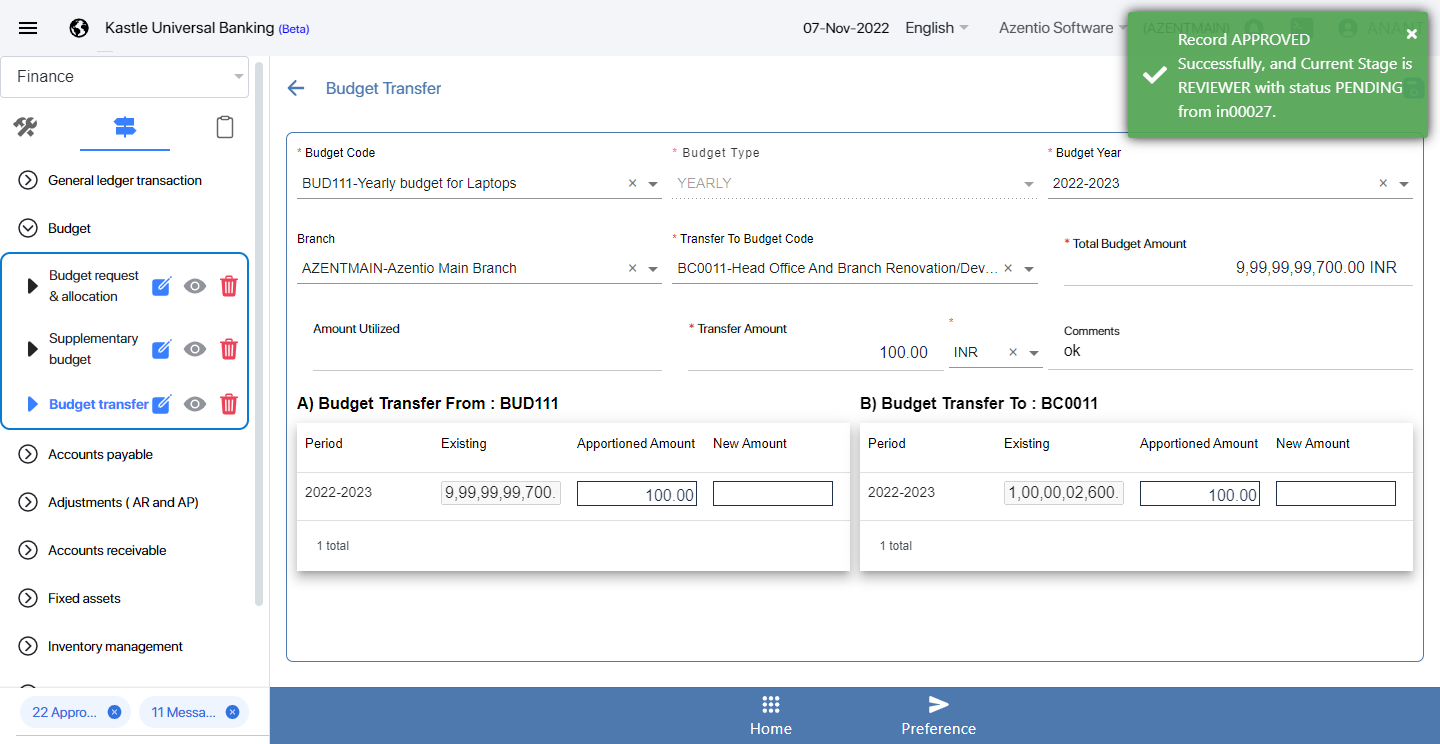 Kastle Universal Banking (Beta)
07-Nov-2022
English
Azentio Software
(AZENTMAIN)
Record APPROVED
Successfully, and Current Stage is
REVIEWER with status PENDING
from in00027.
Finance
Budget Transfer
General ledger transaction
Budget
Budget request
& allocation
Supplementary
budget
Budget transfer
Accounts payable
Adjustments ( AR and AP)
Accounts receivable
Fixed assets
Inventory management
22 Appro...
11 Messa...
* Budget Code
* Budget Type
* Budget Year
BUD111-Yearly budget for Laptops
YEARLY
2022-2023
Branch
* Transfer To Budget Code
* Total Budget Amount
AZENTMAIN-Azentio Main Branch
BC0011-Head Office And Branch Renovation/Dev...
9,99,99,99,700.00 INR
Amount Utilized
* Transfer Amount
*
Comments
100.00
INR
ok
A) Budget Transfer From : BUD111
Period
Existing
Apportioned Amount
New Amount
2022-2023
9,99,99,99,700.
100.00
1 total
B) Budget Transfer To : BC0011
Period
Existing
Apportioned Amount
New Amount
2022-2023
1,00,00,02,600.
100.00
1 total
Home
Preference